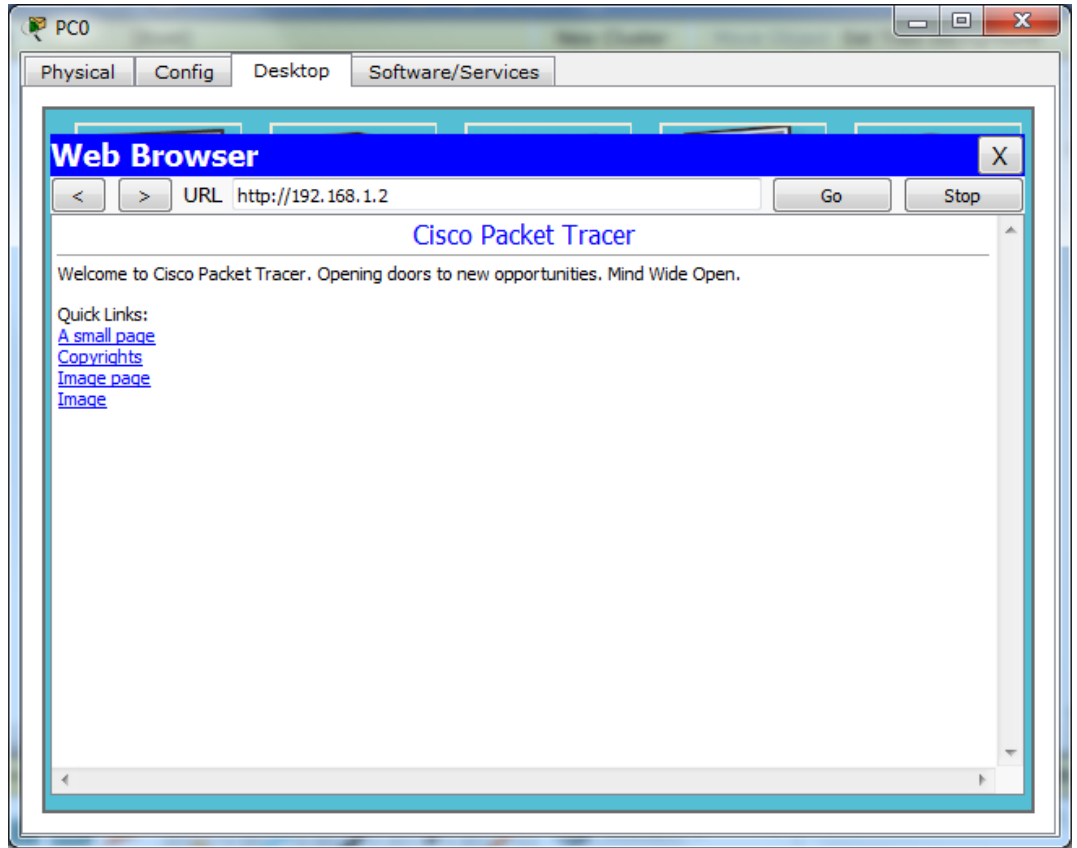 PC0
Physical Config Desktop Software/Services
Web Browser X
< > URL http://192.168.1.2 Go Stop
Cisco Packet Tracer
Welcome to Cisco Packet Tracer. Opening doors to new opportunities. Mind Wide Open.
Quick Links:
A small page
Copyrights
Image page
Image